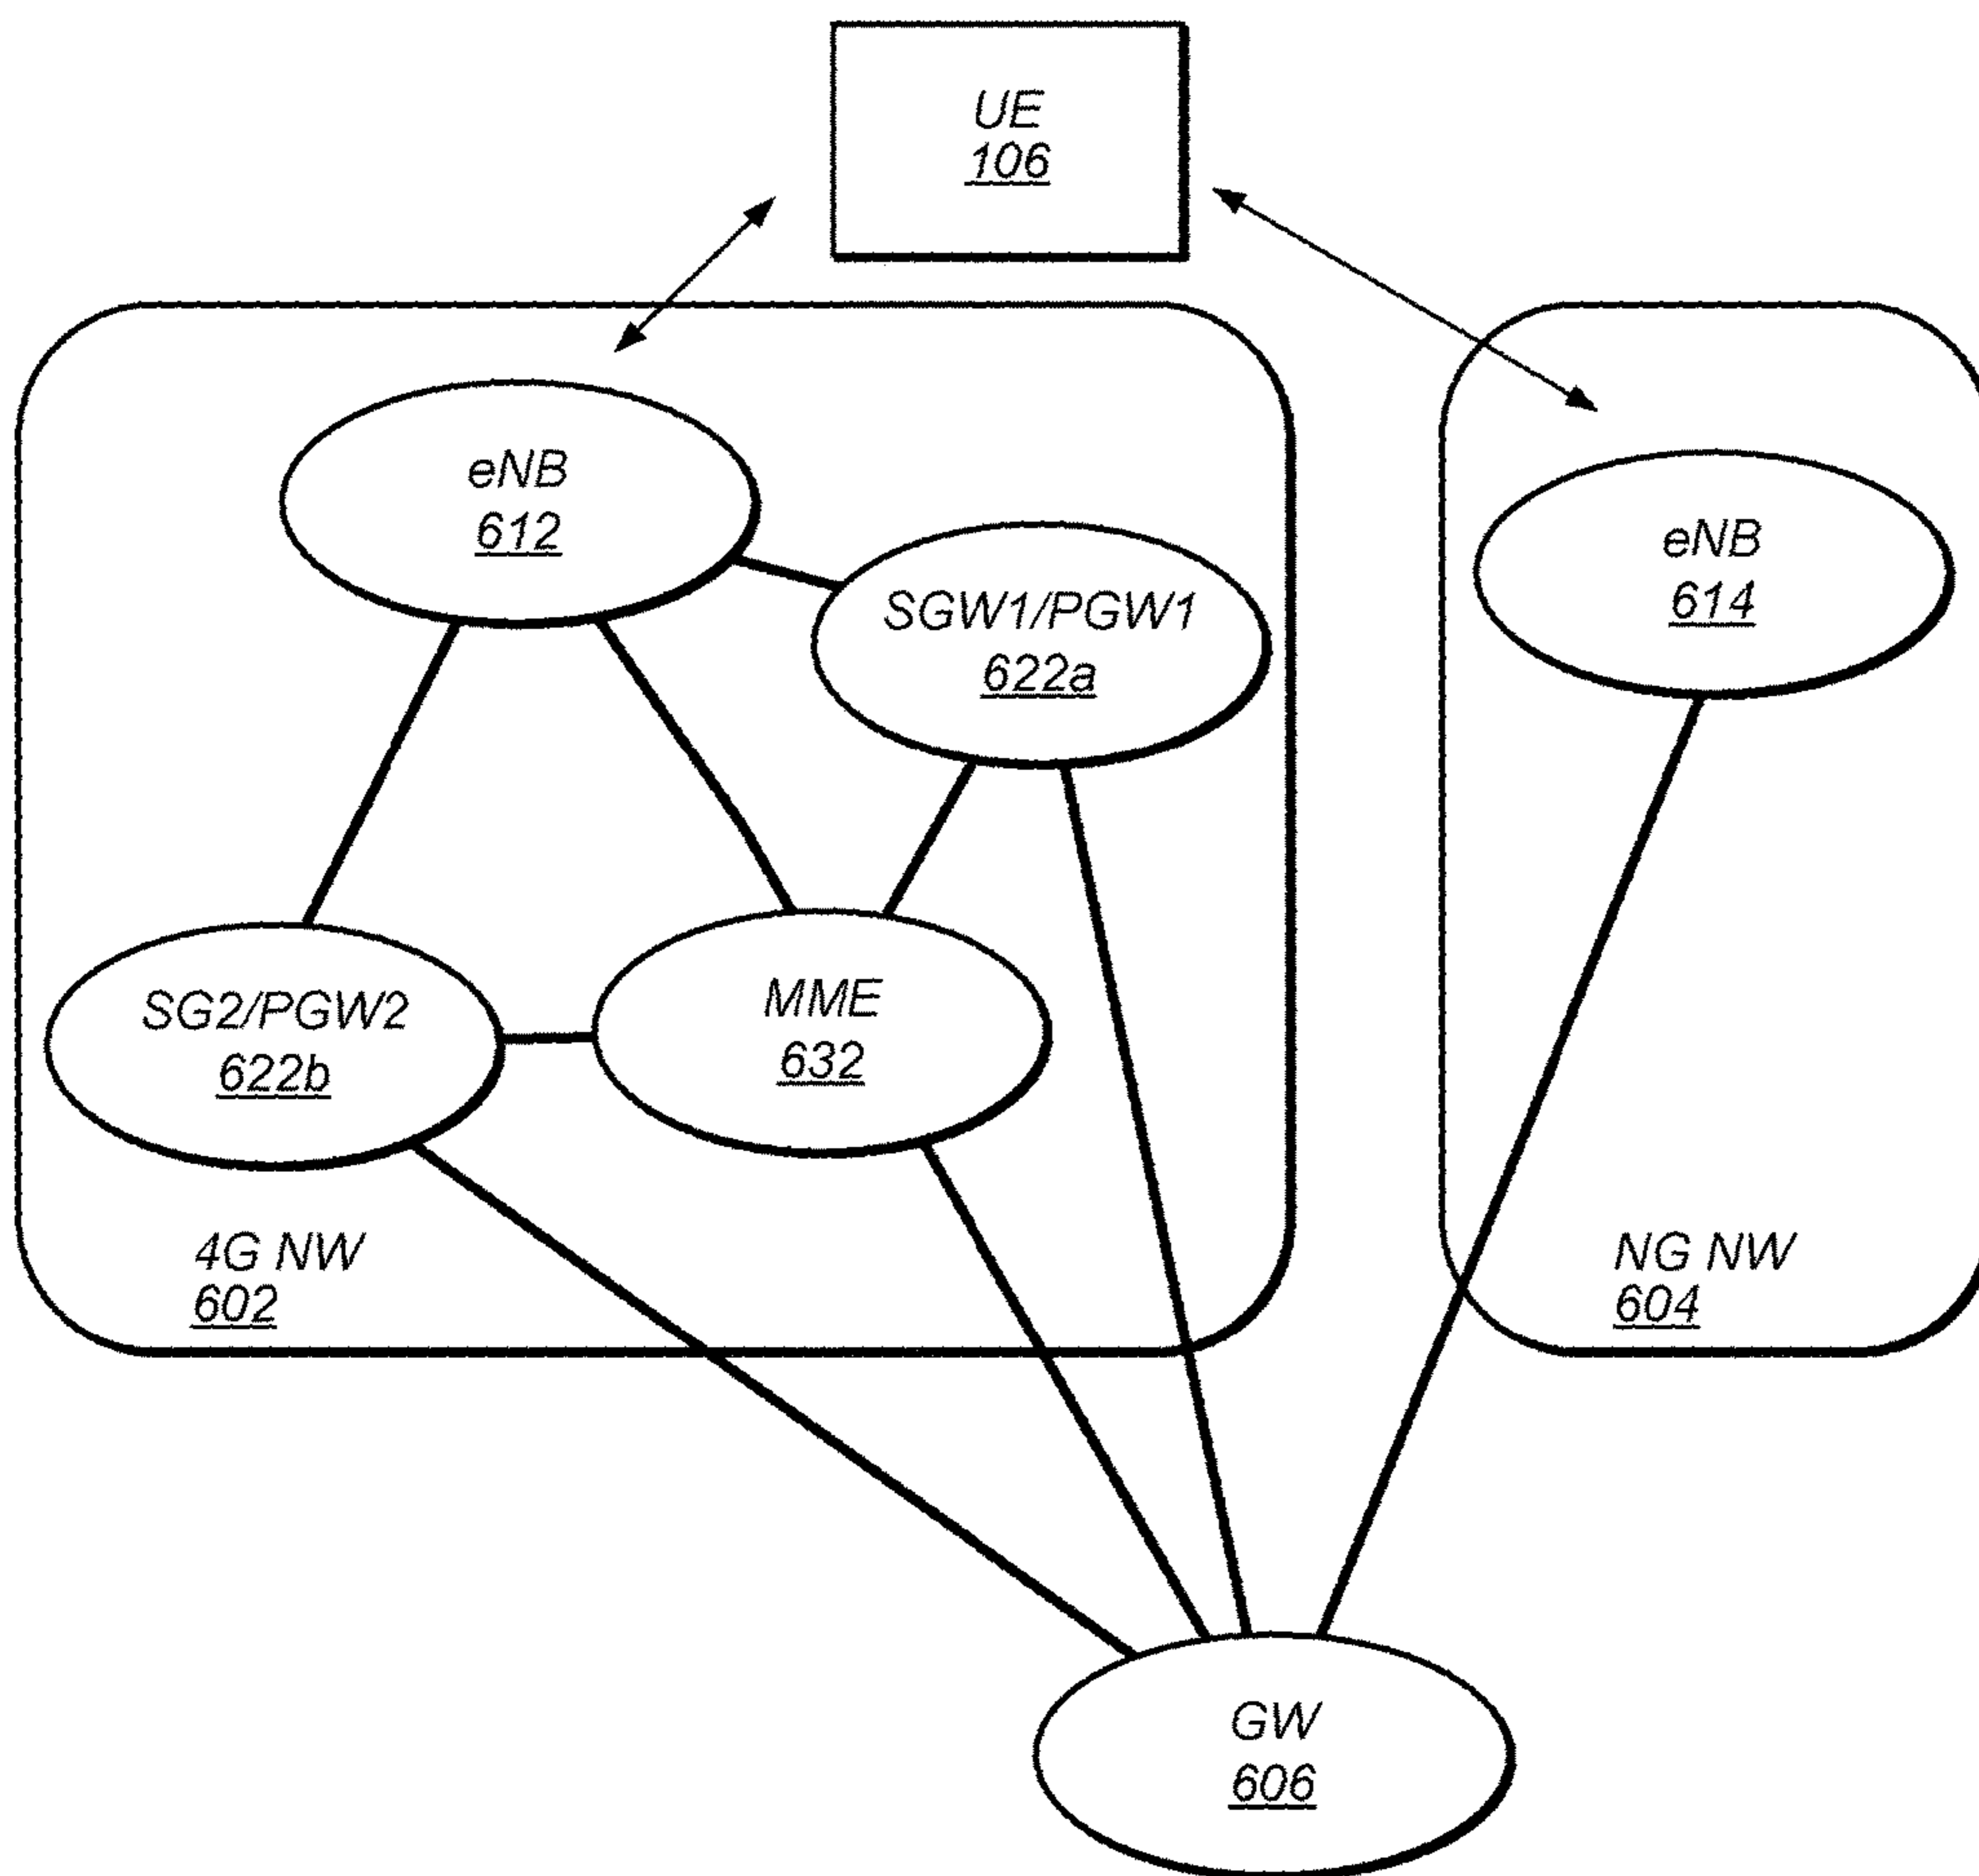 UE
106
eNB
612
SGW1/PGW1
622a
eNB
614
SG2/PGW2
622b
MME
632
4G NW
602
NG NW
604
GW
606